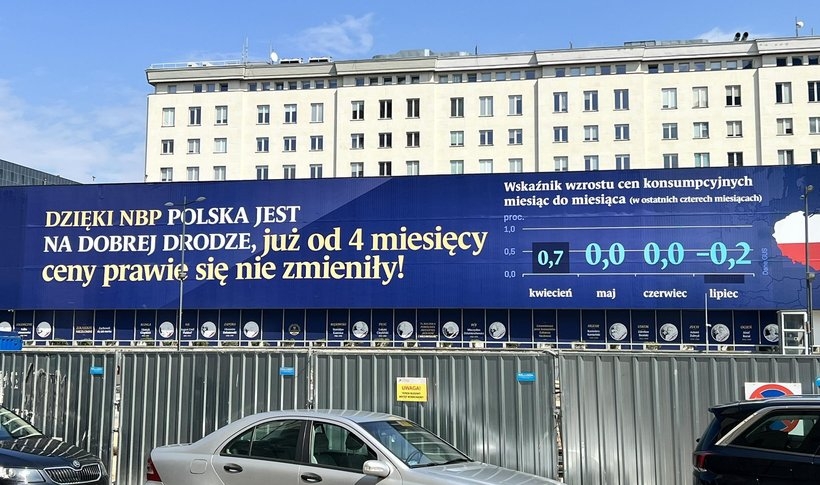 DZIĘKI NBP POLSKA JEST
NA DOBREJ DRODZE, już od 4 miesięcy
ceny prawie się nie zmieniły!
Wskaźnik wzrostu cen konsumpcyjnych
miesiąc do miesiąca (w ostatnich czterech miesiącach)
proc.
1,0
0,5
0,0
0,7 0,0 0,0 –0,2
kwiecień maj czerwiec lipiec
Dane GUS
UWAGA!